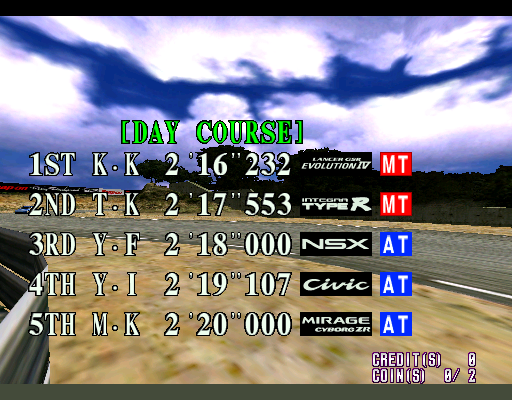 [DAY COURSE]
1ST K.K 2'16"232 LANCER GSR EVOLUTION IV MT
2ND T.K 2'17"553 INTEGRA TYPE R MT
3RD Y.F 2'18"000 NSX AT
4TH Y.I 2'19"107 Civic AT
5TH M.K 2'20"000 MIRAGE CYBORG ZR AT
CREDIT(S) 0
COIN(S) 0/ 2